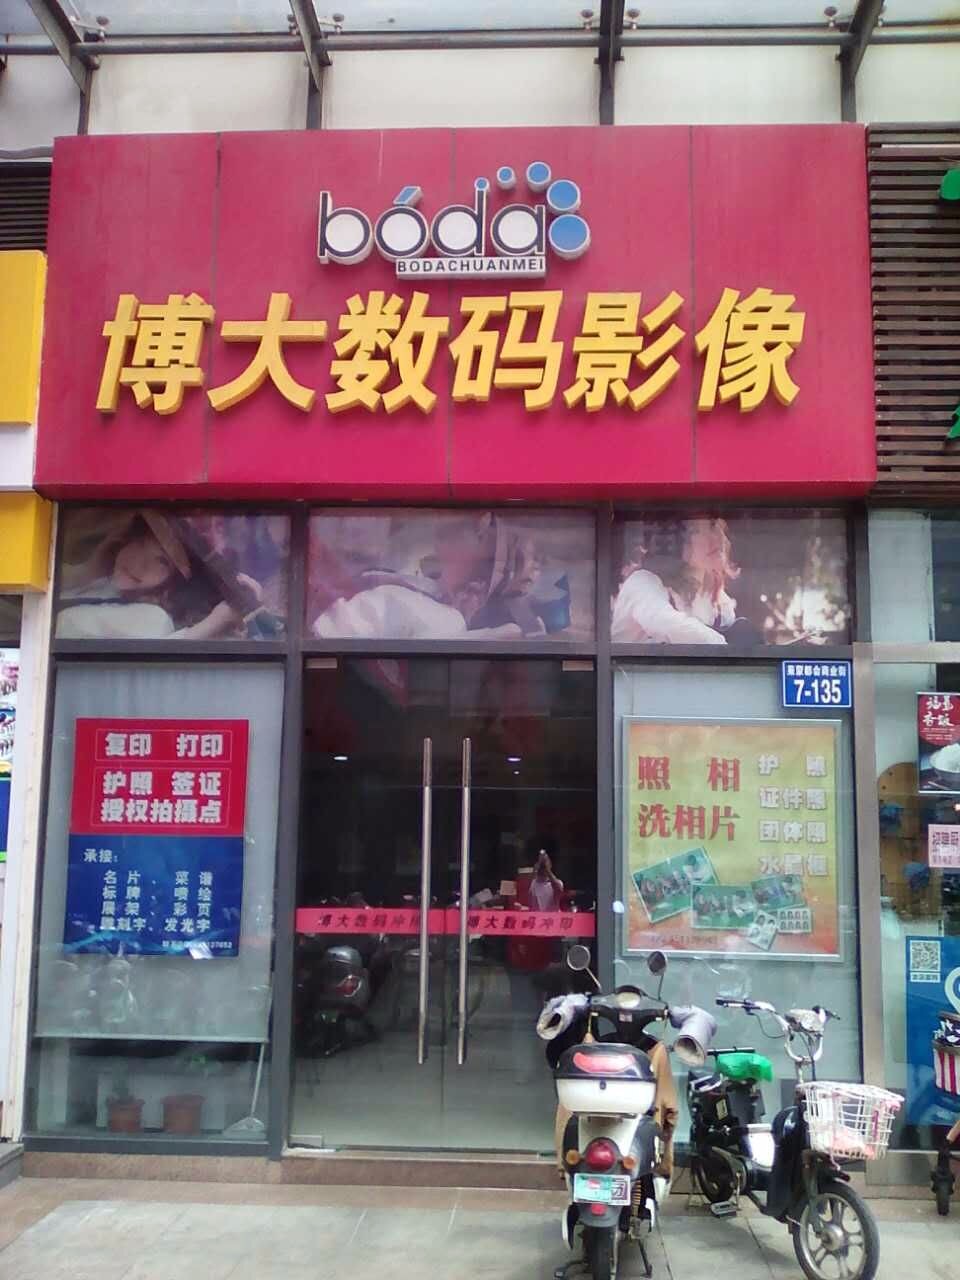 bóda
BODACHUANMEI
博大数码影像
7-135
复印 打印
护照 签证
授权拍摄点
承接:
名片、菜谱
标牌、喷绘
展架、彩页
雕刻字、发光字
照相
洗相片
护照
证件照
团体照
水晶框
博大数码冲印
博大数码冲印